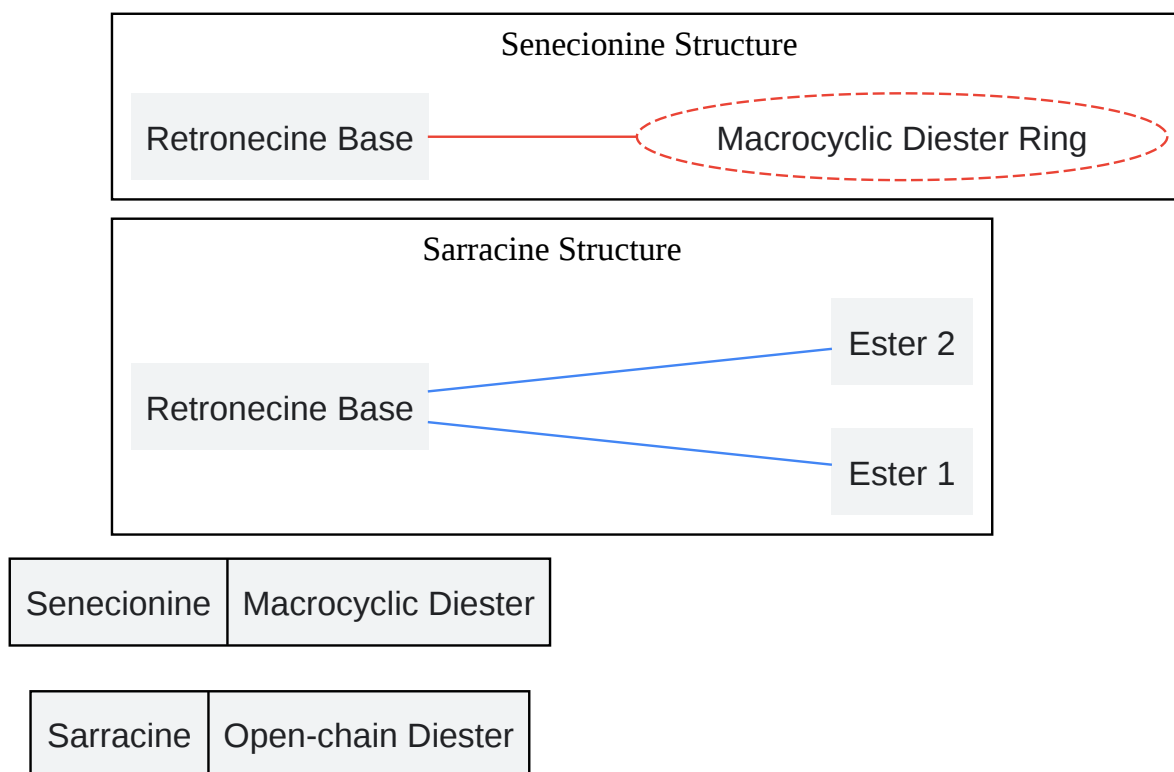 Senecionine Structure
Retronecine Base
Macrocyclic Diester Ring
Sarracine Structure
Retronecine Base
Ester 2
Ester 1
Senecionine
Macrocyclic Diester
Sarracine
Open-chain Diester